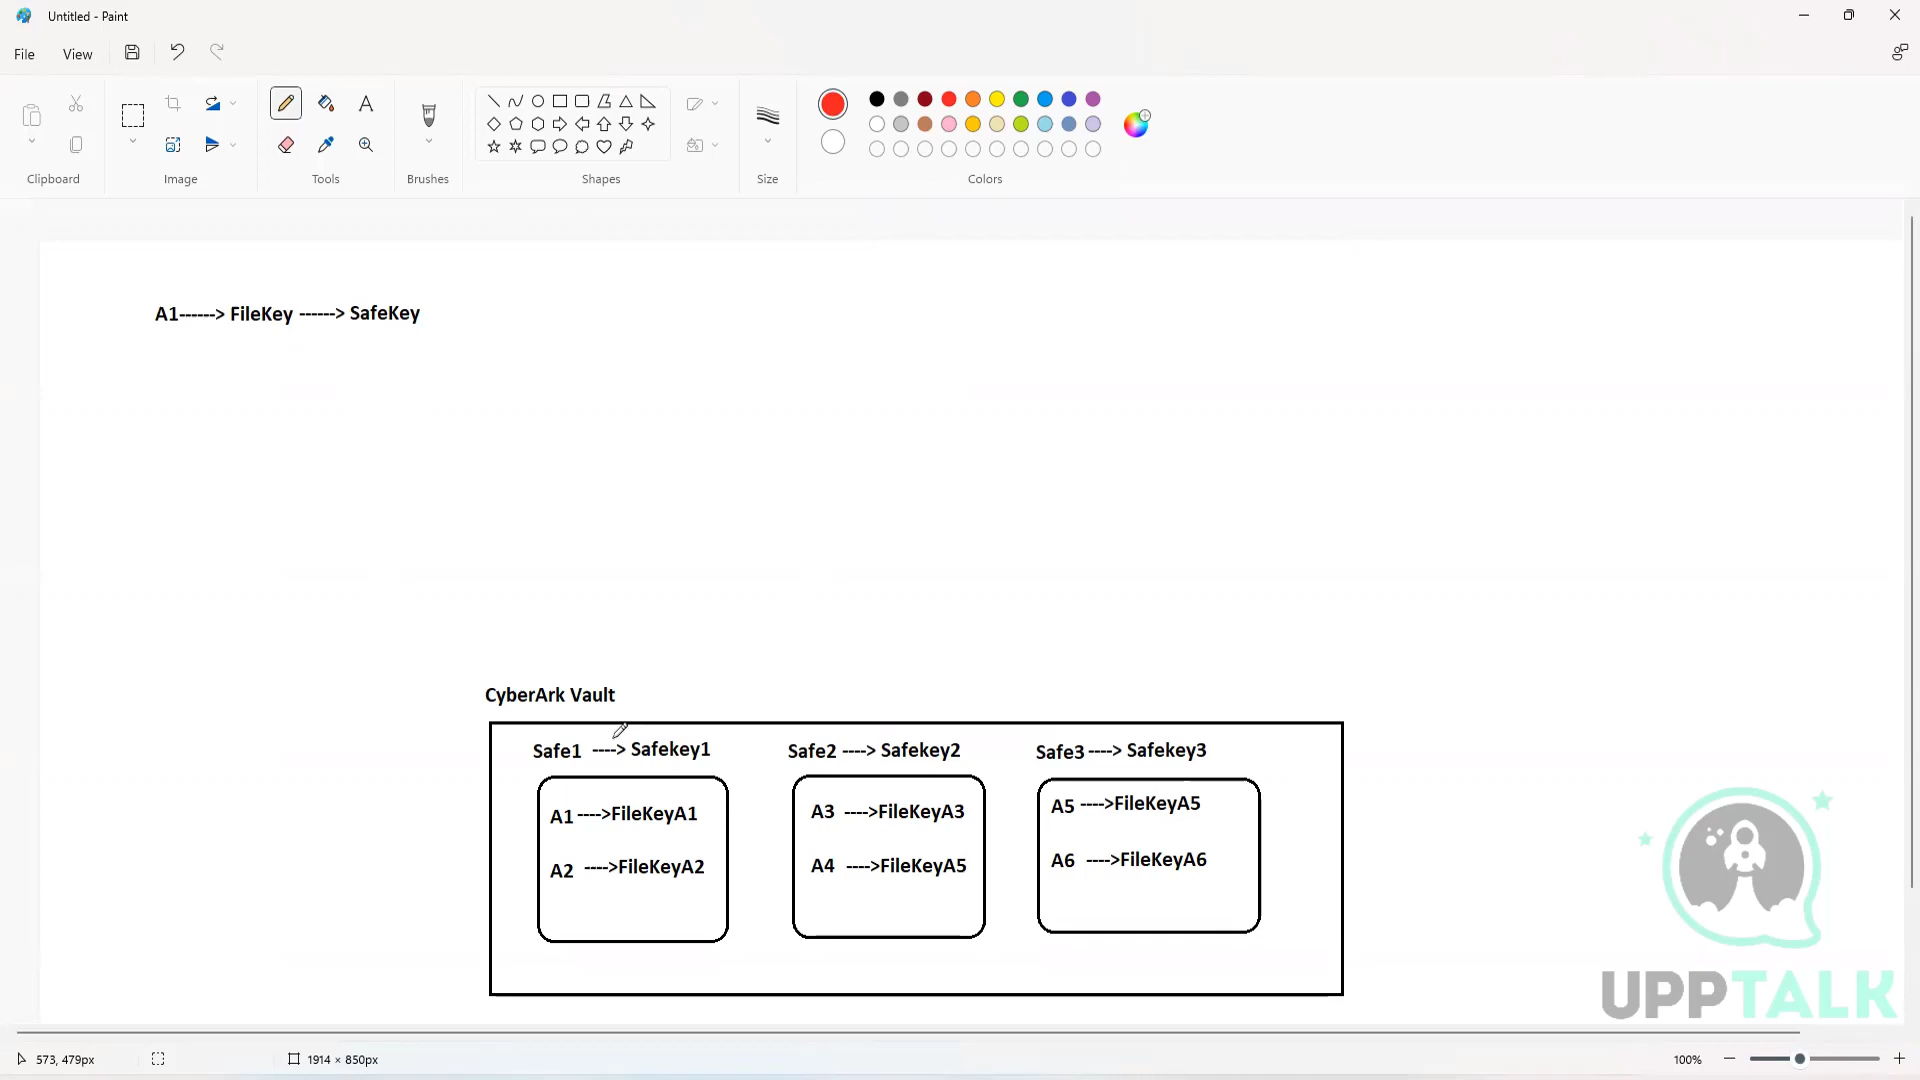 Untitled - Paint
File View
Clipboard Image Tools Brushes Shapes Size Colors
A1------> FileKey ------> SafeKey
CyberArk Vault
Safe1 ----> Safekey1 Safe2 ----> Safekey2 Safe3 ----> Safekey3
A1 ---->FileKeyA1 A3 ---->FileKeyA3 A5 ---->FileKeyA5
A2 ---->FileKeyA2 A4 ---->FileKeyA5 A6 ---->FileKeyA6
UPPTALK
573, 479px 1914 × 850px 100%